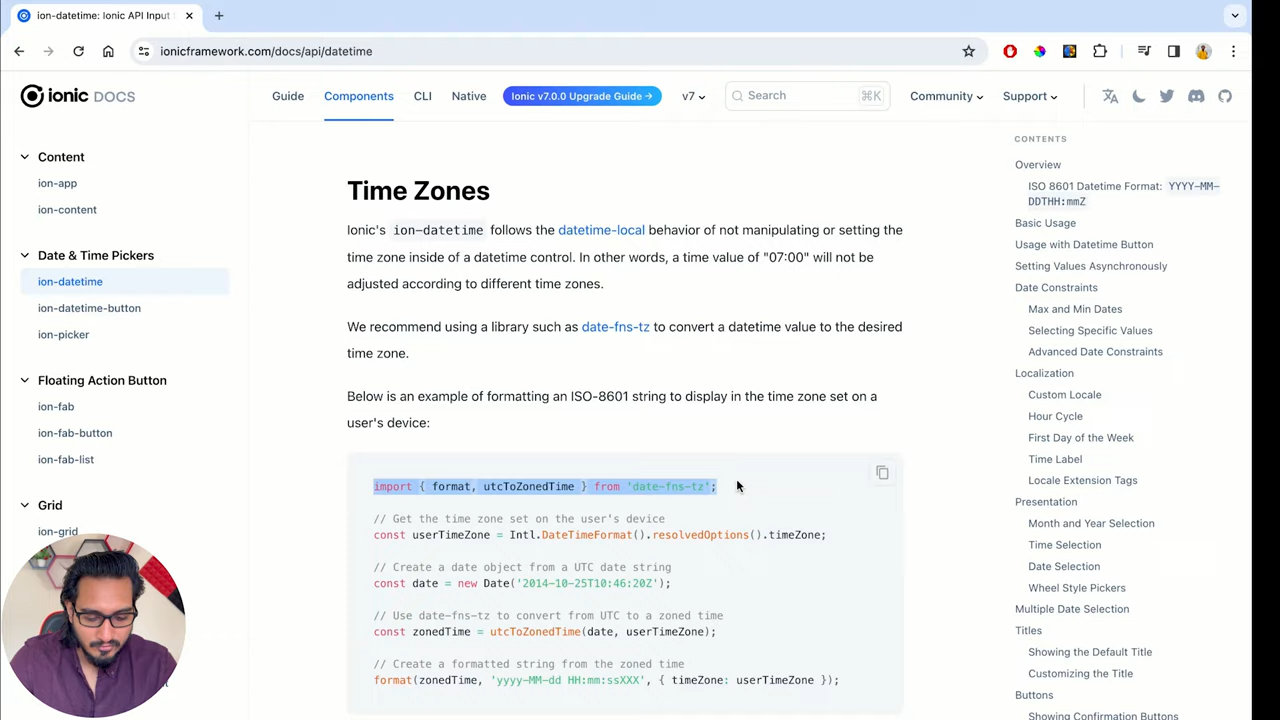 ion-datetime: Ionic API Input
ionicframework.com/docs/api/datetime
ionic DOCS
Guide
Components
CLI
Native
Ionic v7.0.0 Upgrade Guide →
v7
Search
⌘K
Community
Support
Content
ion-app
ion-content
Date & Time Pickers
ion-datetime
ion-datetime-button
ion-picker
Floating Action Button
ion-fab
ion-fab-button
ion-fab-list
Grid
ion-grid
Time Zones
Ionic's ion-datetime follows the datetime-local behavior of not manipulating or setting the
time zone inside of a datetime control. In other words, a time value of "07:00" will not be
adjusted according to different time zones.
We recommend using a library such as date-fns-tz to convert a datetime value to the desired
time zone.
Below is an example of formatting an ISO-8601 string to display in the time zone set on a
user's device:
import { format, utcToZonedTime } from 'date-fns-tz';
// Get the time zone set on the user's device
const userTimeZone = Intl.DateTimeFormat().resolvedOptions().timeZone;
// Create a date object from a UTC date string
const date = new Date('2014-10-25T10:46:20Z');
// Use date-fns-tz to convert from UTC to a zoned time
const zonedTime = utcToZonedTime(date, userTimeZone);
// Create a formatted string from the zoned time
format(zonedTime, 'yyyy-MM-dd HH:mm:ssXXX', { timeZone: userTimeZone });
CONTENTS
Overview
ISO 8601 Datetime Format: YYYY-MM-
DDTHH:mmZ
Basic Usage
Usage with Datetime Button
Setting Values Asynchronously
Date Constraints
Max and Min Dates
Selecting Specific Values
Advanced Date Constraints
Localization
Custom Locale
Hour Cycle
First Day of the Week
Time Label
Locale Extension Tags
Presentation
Month and Year Selection
Time Selection
Date Selection
Wheel Style Pickers
Multiple Date Selection
Titles
Showing the Default Title
Customizing the Title
Buttons
Showing Confirmation Buttons